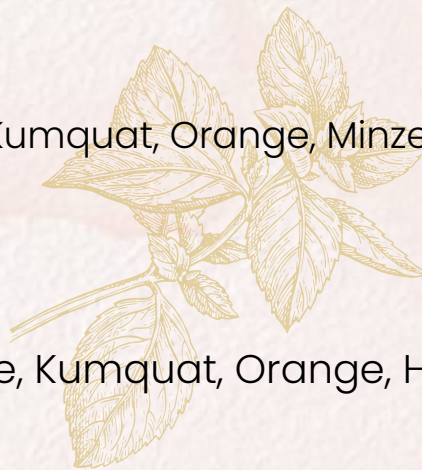 Kumquat, Orange, Minze
e, Kumquat, Orange, H